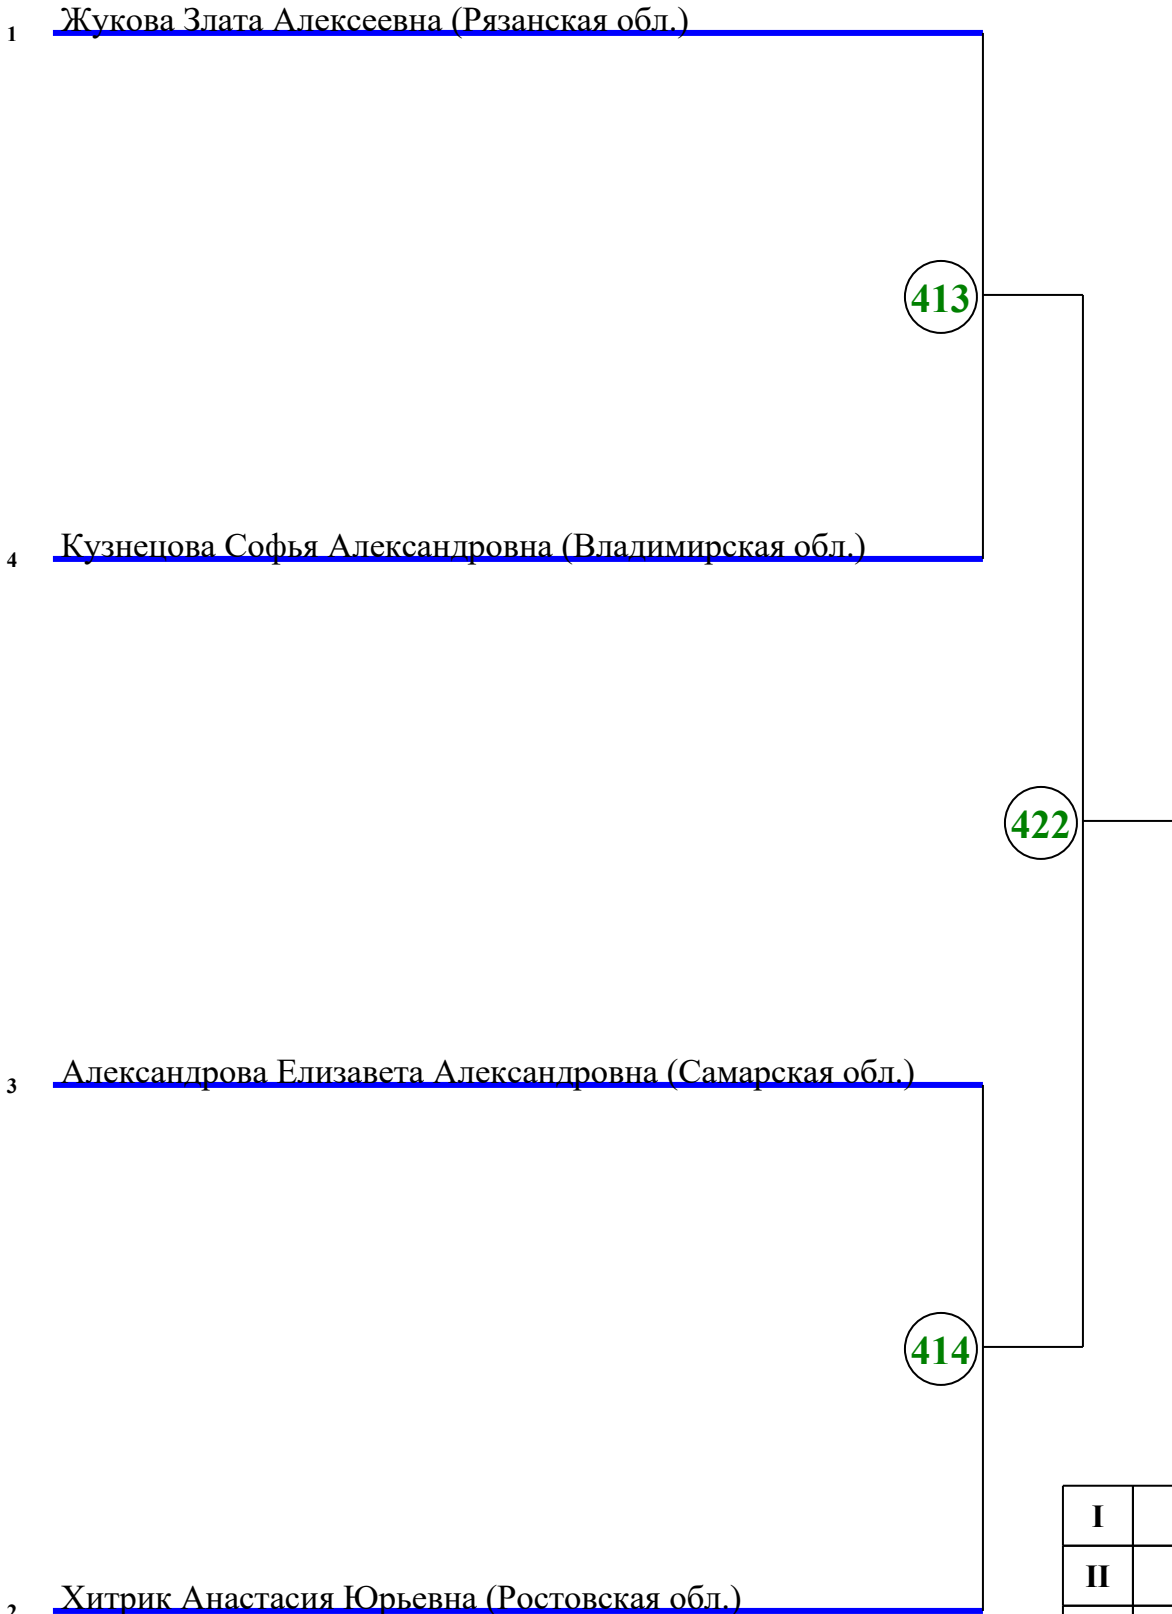 1 Жукова Злата Алексеевна (Рязанская обл.)
413
4 Кузнецова Софья Александровна (Владимирская обл.)
422
3 Александрова Елизавета Александровна (Самарская обл.)
414
I
II
2 Хитрик Анастасия Юрьевна (Ростовская обл.)